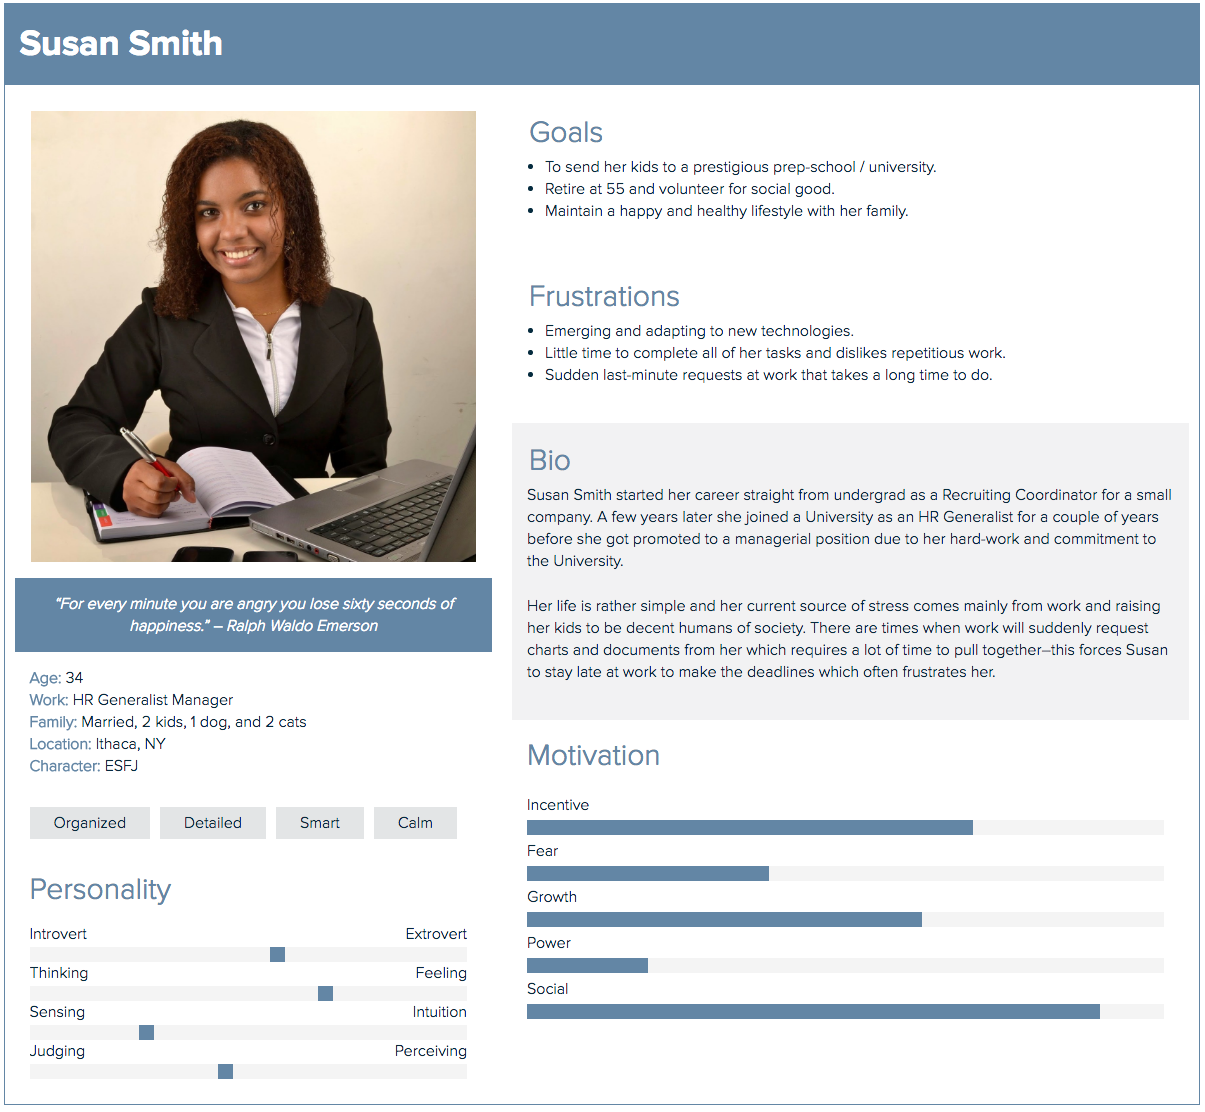 Susan Smith
“For every minute you are angry you lose sixty seconds of
happiness.” – Ralph Waldo Emerson
Age: 34
Work: HR Generalist Manager
Family: Married, 2 kids, 1 dog, and 2 cats
Location: Ithaca, NY
Character: ESFJ
Organized Detailed Smart Calm
Personality
Introvert Extrovert
Thinking Feeling
Sensing Intuition
Judging Perceiving
Goals
• To send her kids to a prestigious prep-school / university.
• Retire at 55 and volunteer for social good.
• Maintain a happy and healthy lifestyle with her family.
Frustrations
• Emerging and adapting to new technologies.
• Little time to complete all of her tasks and dislikes repetitious work.
• Sudden last-minute requests at work that takes a long time to do.
Bio
Susan Smith started her career straight from undergrad as a Recruiting Coordinator for a small
company. A few years later she joined a University as an HR Generalist for a couple of years
before she got promoted to a managerial position due to her hard-work and commitment to
the University.
Her life is rather simple and her current source of stress comes mainly from work and raising
her kids to be decent humans of society. There are times when work will suddenly request
charts and documents from her which requires a lot of time to pull together–this forces Susan
to stay late at work to make the deadlines which often frustrates her.
Motivation
Incentive
Fear
Growth
Power
Social